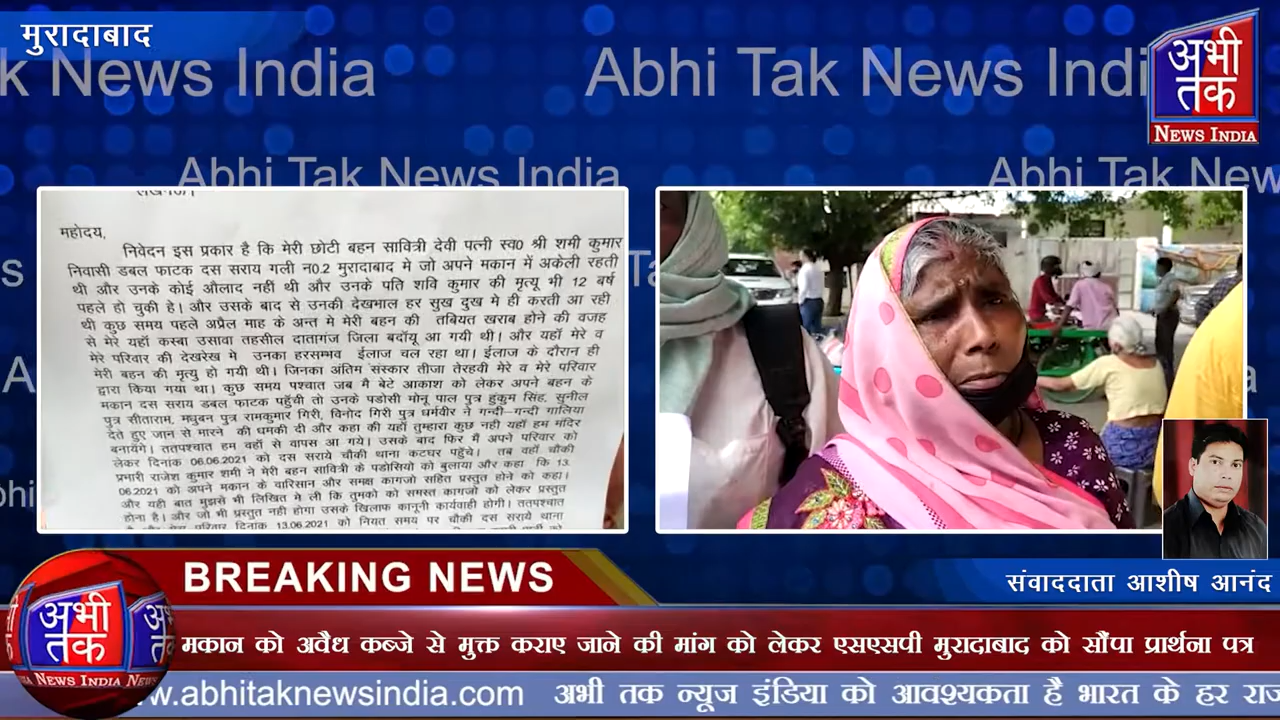 मुरादाबाद
k News India
Abhi Tak News Indi
अभी
तक
NEWS INDIA
Abhi Tak News India
Abhi Tak New
लखनऊ।
महोदय,
निवेदन इस प्रकार है कि मेरी छोटी बहन सावित्री देवी पत्नी स्व0 श्री शमी कुमार
निवासी डबल फाटक दस सराय गली न0.2 मुरादाबाद मे जो अपने मकान में अकेली रहती
थी और उनके कोई औलाद नहीं थी और उनके पति शवि कुमार की मृत्यू भी 12 बर्ष
पहले हो चुकी है। और उसके बाद से उनकी देखभाल हर सुख दुख मे ही करती आ रही
थी कुछ समय पहले अप्रैल माह के अन्त मे मेरी बहन की तबियत खराब होने की वजह
से मेरे यहाँ कस्बा उसावा तहसील दातागज जिला बदाँयू आ गयी थी। और यहाँ मेरे व
मेरे परिवार की देखरेख मे उनका हरसम्भव ईलाज चल रहा था। ईलाज के दौरान ही
मेरी बहन की मृत्यु हो गयी थी। जिनका अंतिम संस्कार तीजा तेरहवी मेरे व मेरे परिवार
द्वारा किया गया था। कुछ समय पश्चात जब मै बेटे आकाश को लेकर अपने बहन के
मकान दस सराय डबल फाटक पहुँची तो उनके पडोसी मोनू पाल पुत्र हुंकुम सिंह, सुनील
पुत्र सीताराम, मधुबन पुत्र रामकुमार गिरी, विनोद गिरी पुत्र धर्मवीर ने गन्दी-गन्दी गालिया
देते हुए जान से मारने की धमकी दी और कहा की यहाँ तुम्हारा कुछ नही यहाँ हम मंदिर
बनायेगे। ततपश्चात हम वहाँ से वापस आ गये। उसके बाद फिर मैं अपने परिवार को
लेकर दिनाक 06.06.2021 को दस सराये चौकी थाना कटघर पहुँचे। तब वहाँ चौकी
प्रभारी राजेश कुमार शमी ने मेरी बहन सावित्री के पडोसियो को बुलाया और कहा कि 13.
06.2021 को अपने मकान के वारिसान और समक्ष कागजो सहित प्रस्तुत होने को कहा।
और यही बात मुझसे भी लिखित मे ली कि तुमको समस्त कागजो को लेकर प्रस्तुत
होना है। और जो भी प्रस्तुत नही होगा उसके खिलाफ कानूनी कार्यवाही होगी। ततपश्चात
परिवार दिनाक 13.06.2021 को नियत समय पर चौकी दस सराये थाना
BREAKING NEWS
संवाददाता आशीष आनंद
अभी
तक
NEWS INDIA
मकान को अवैध कब्जे से मुक्त कराए जाने की मांग को लेकर एसएसपी मुरादाबाद को सौंपा प्रार्थना पत्र
www.abhitaknewsindia.com अभी तक न्यूज इंडिया को आवश्यकता है भारत के हर राज